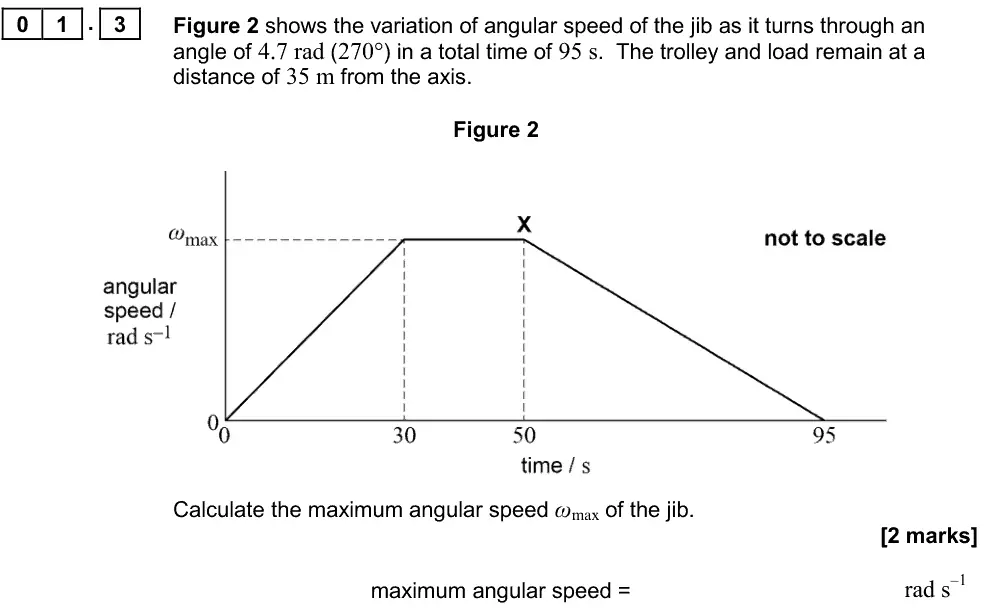 0 1 . 3 Figure 2 shows the variation of angular speed of the jib as it turns through an
angle of 4.7 rad (270°) in a total time of 95 s. The trolley and load remain at a
distance of 35 m from the axis.
Figure 2
X
ω_max
not to scale
angular
speed /
rad s⁻¹
0
0 30 50 95
time / s
Calculate the maximum angular speed ω_max of the jib.
[2 marks]
maximum angular speed = rad s⁻¹